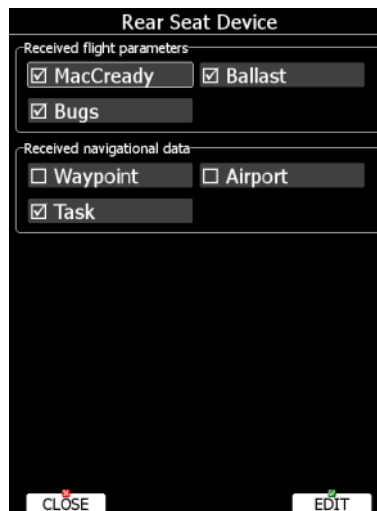 Rear Seat Device
Received flight parameters
MacCready Ballast
Bugs
Received navigational data
Waypoint Airport
Task
CLOSE EDIT